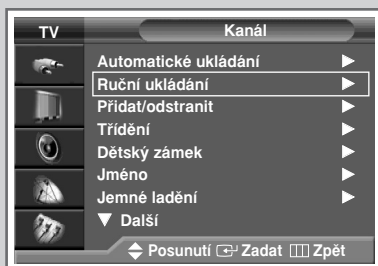 TV Kanál
Automatické ukládání
Ruční ukládání
Přidat/odstranit
Třídění
Dětský zámek
Jméno
Jemné ladění
▼ Další
Posunutí Zadat Zpět